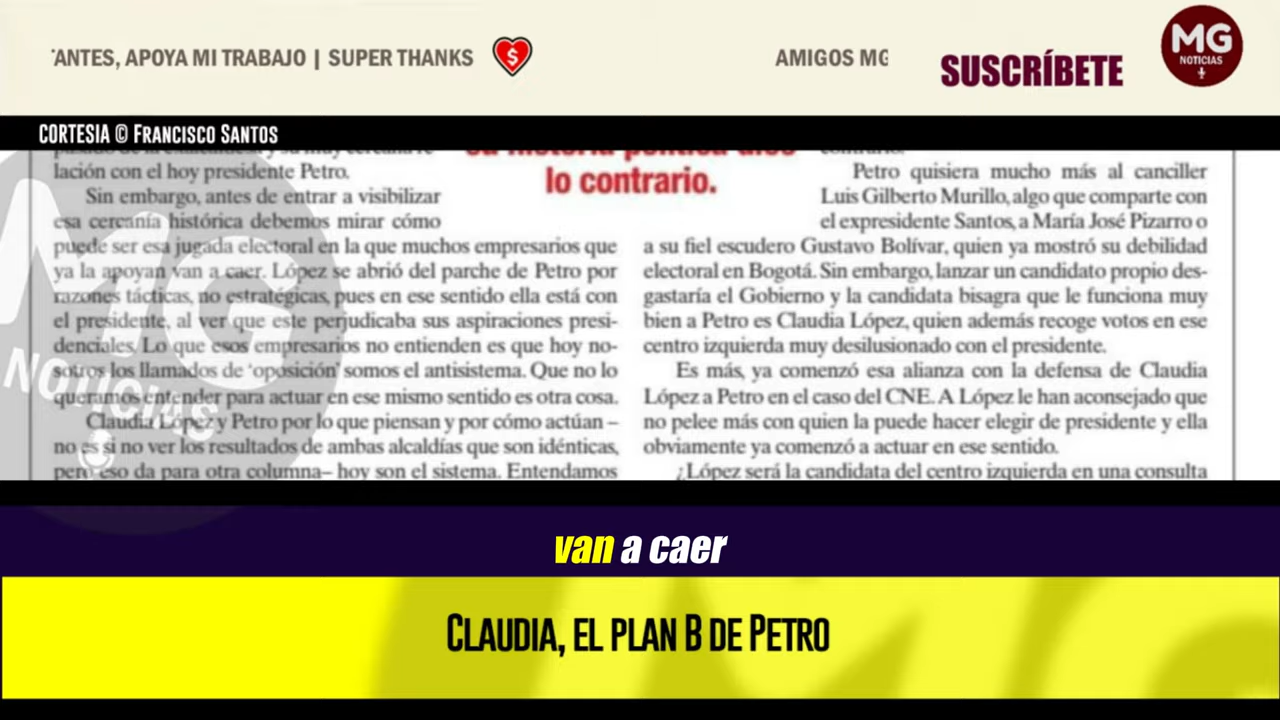 ANTES, APOYA MI TRABAJO | SUPER THANKS
AMIGOS MG
SUSCRÍBETE
MG
NOTICIAS
CORTESIA © FRANCISCO SANTOS
lación con el hoy presidente Petro.
Sin embargo, antes de entrar a visibilizar
esa cercanía histórica debemos mirar cómo
puede ser esa jugada electoral en la que muchos empresarios que
ya la apoyan van a caer. López se abrió del parche de Petro por
razones tácticas, no estratégicas, pues en ese sentido ella está con
el presidente, al ver que este perjudicaba sus aspiraciones presi-
denciales. Lo que esos empresarios no entienden es que hoy no-
sotros los llamados de ‘oposición’ somos el antisistema. Que no lo
queramos entender para actuar en ese mismo sentido es otra cosa.
Claudia López y Petro por lo que piensan y por cómo actúan –
no es si no ver los resultados de ambas alcaldías que son idénticas,
pero eso da para otra columna– hoy son el sistema. Entendamos
su historia política dice
lo contrario.
contrario.
Petro quisiera mucho más al canciller
Luis Gilberto Murillo, algo que comparte con
el expresidente Santos, a María José Pizarro o
a su fiel escudero Gustavo Bolívar, quien ya mostró su debilidad
electoral en Bogotá. Sin embargo, lanzar un candidato propio des-
gastaría el Gobierno y la candidata bisagra que le funciona muy
bien a Petro es Claudia López, quien además recoge votos en ese
centro izquierda muy desilusionado con el presidente.
Es más, ya comenzó esa alianza con la defensa de Claudia
López a Petro en el caso del CNE. A López le han aconsejado que
no pelee más con quien la puede hacer elegir de presidente y ella
obviamente ya comenzó a actuar en ese sentido.
¿López será la candidata del centro izquierda en una consulta
MG
NOTICIAS
van a caer
CLAUDIA, EL PLAN B DE PETRO